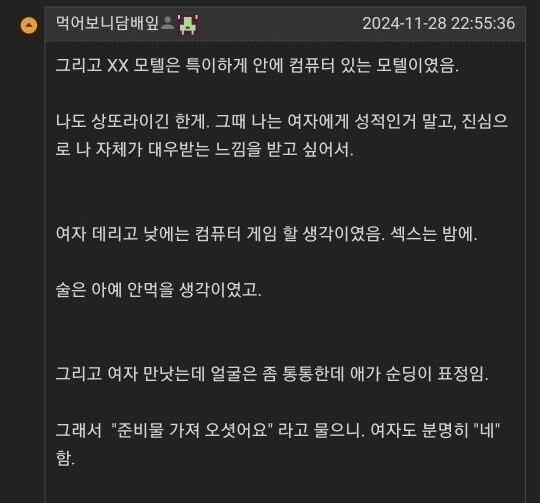 먹어보니담배잎 2024-11-28 22:55:36
그리고 XX 모텔은 특이하게 안에 컴퓨터 있는 모텔이였음.
나도 상또라이긴 한게. 그때 나는 여자에게 성적인거 말고, 진심으
로 나 자체가 대우받는 느낌을 받고 싶어서.
여자 데리고 낮에는 컴퓨터 게임 할 생각이였음. 섹스는 밤에.
술은 아예 안먹을 생각이였고.
그리고 여자 만낫는데 얼굴은 좀 통통한데 애가 순딩이 표정임.
그래서 "준비물 가져 오셧어요" 라고 물으니. 여자도 분명히 "네"
함.